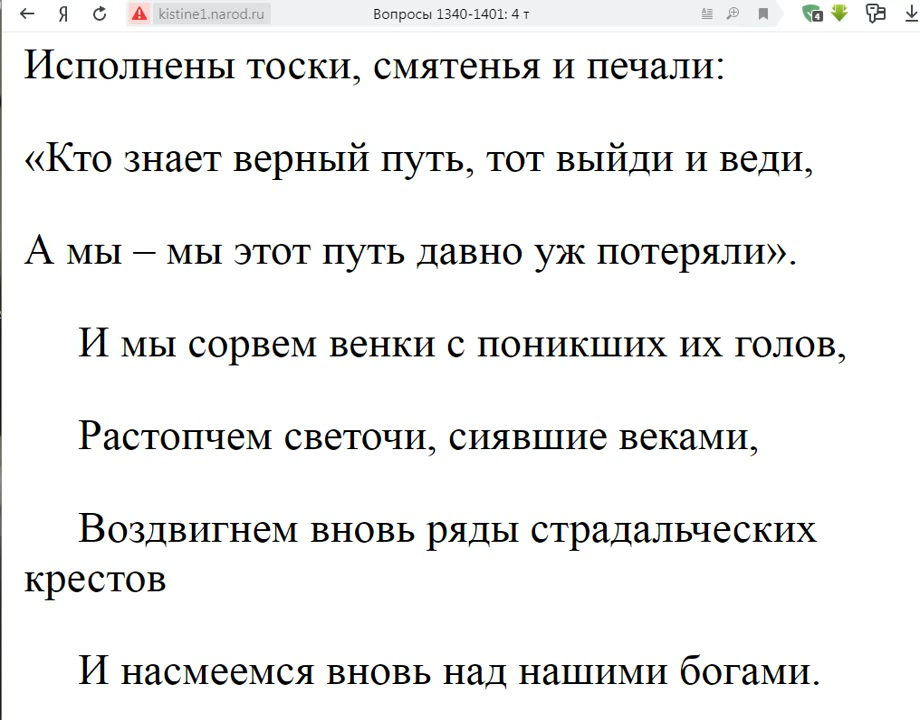 Я kistine1.narod.ru Вопросы 1340-1401: 4 т 4
Исполнены тоски, смятенья и печали:
«Кто знает верный путь, тот выйди и веди,
А мы – мы этот путь давно уж потеряли».
И мы сорвем венки с поникших их голов,
Растопчем светочи, сиявшие веками,
Воздвигнем вновь ряды страдальческих
крестов
И насмеемся вновь над нашими богами.